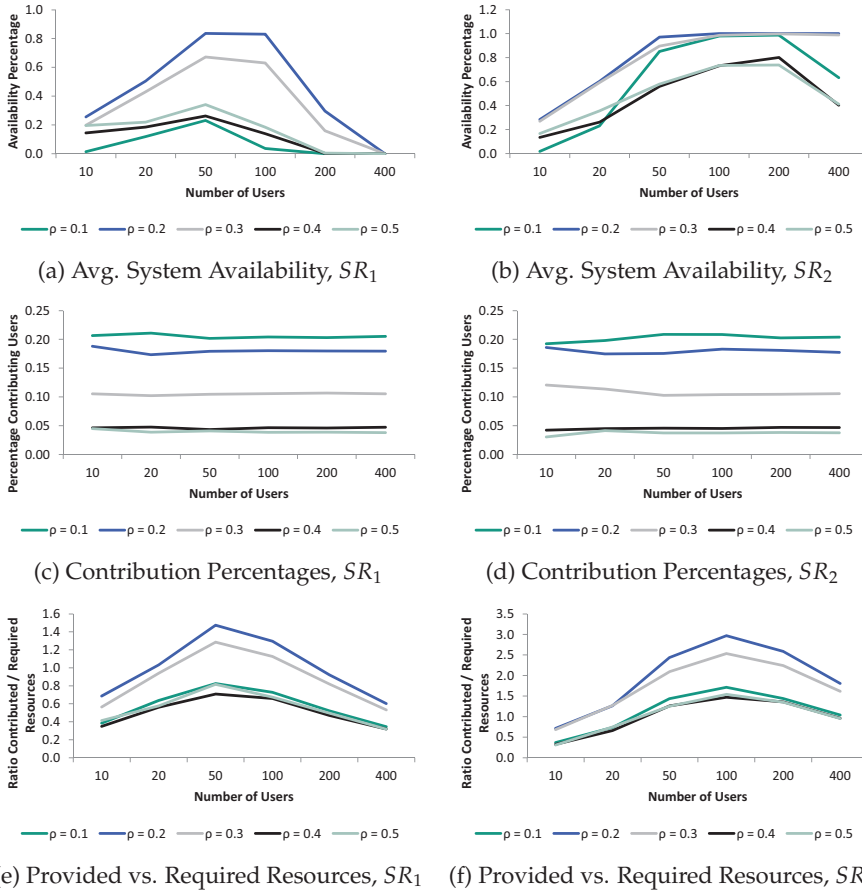 1.0
0.8
0.6
0.4
0.2
0.0
Availability Percentage
10 20 50 100 200 400
Number of Users
ρ = 0.1 ρ = 0.2 ρ = 0.3 ρ = 0.4 ρ = 0.5
(a) Avg. System Availability, SR1
1.2
1.0
0.8
0.6
0.4
0.2
0.0
Availability Percentage
10 20 50 100 200 400
Number of Users
ρ = 0.1 ρ = 0.2 ρ = 0.3 ρ = 0.4 ρ = 0.5
(b) Avg. System Availability, SR2
0.25
0.20
0.15
0.10
0.05
0.00
Percentage Contributing Users
10 20 50 100 200 400
Number of Users
ρ = 0.1 ρ = 0.2 ρ = 0.3 ρ = 0.4 ρ = 0.5
(c) Contribution Percentages, SR1
0.25
0.20
0.15
0.10
0.05
0.00
Percentage Contributing Users
10 20 50 100 200 400
Number of Users
ρ = 0.1 ρ = 0.2 ρ = 0.3 ρ = 0.4 ρ = 0.5
(d) Contribution Percentages, SR2
1.6
1.4
1.2
1.0
0.8
0.6
0.4
0.2
0.0
Ratio Contributed / Required
Resources
10 20 50 100 200 400
Number of Users
ρ = 0.1 ρ = 0.2 ρ = 0.3 ρ = 0.4 ρ = 0.5
e) Provided vs. Required Resources, SR1
3.5
3.0
2.5
2.0
1.5
1.0
0.5
0.0
Ratio Contributed / Required
Resources
10 20 50 100 200 400
Number of Users
ρ = 0.1 ρ = 0.2 ρ = 0.3 ρ = 0.4 ρ = 0.5
(f) Provided vs. Required Resources, SR